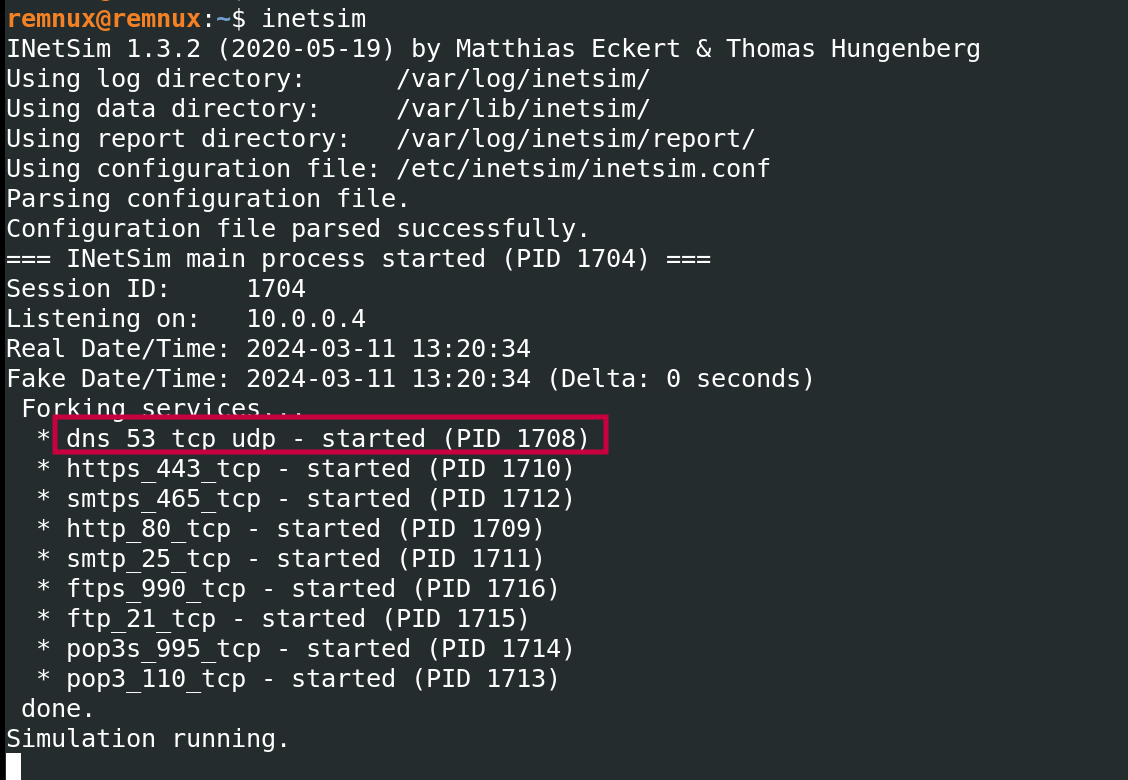 remnux@remnux:~$ inetsim
INetSim 1.3.2 (2020-05-19) by Matthias Eckert & Thomas Hungenberg
Using log directory:      /var/log/inetsim/
Using data directory:     /var/lib/inetsim/
Using report directory:   /var/log/inetsim/report/
Using configuration file: /etc/inetsim/inetsim.conf
Parsing configuration file.
Configuration file parsed successfully.
=== INetSim main process started (PID 1704) ===
Session ID:     1704
Listening on:   10.0.0.4
Real Date/Time: 2024-03-11 13:20:34
Fake Date/Time: 2024-03-11 13:20:34 (Delta: 0 seconds)
 Forking services...
  * dns_53_tcp_udp - started (PID 1708)
  * https_443_tcp - started (PID 1710)
  * smtps_465_tcp - started (PID 1712)
  * http_80_tcp - started (PID 1709)
  * smtp_25_tcp - started (PID 1711)
  * ftps_990_tcp - started (PID 1716)
  * ftp_21_tcp - started (PID 1715)
  * pop3s_995_tcp - started (PID 1714)
  * pop3_110_tcp - started (PID 1713)
 done.
Simulation running.